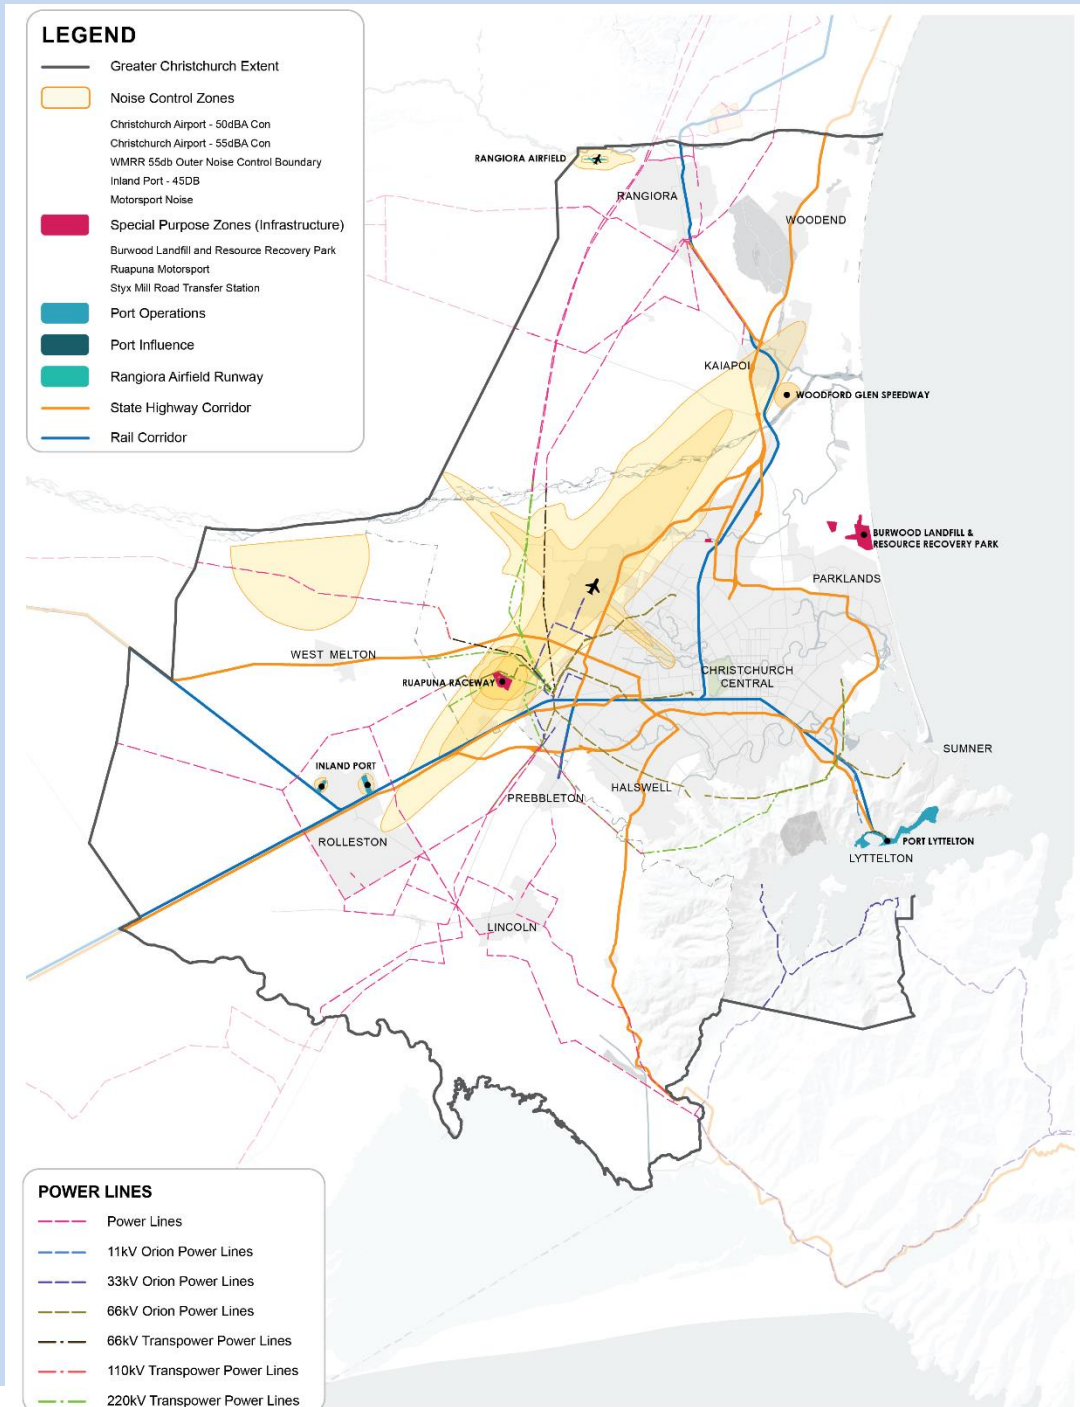 LEGEND
Greater Christchurch Extent
Noise Control Zones
Christchurch Airport - 50dBA Con
Christchurch Airport - 55dBA Con
WMRR 55db Outer Noise Control Boundary
Inland Port - 45DB
Motorsport Noise
Special Purpose Zones (Infrastructure)
Burwood Landfill and Resource Recovery Park
Ruapuna Motorsport
Styx Mill Road Transfer Station
Port Operations
Port Influence
Rangiora Airfield Runway
State Highway Corridor
Rail Corridor
RANGIORA AIRFIELD
RANGIORA
WOODEND
KAIAPOI
WOODFORD GLEN SPEEDWAY
BURWOOD LANDFILL &
RESOURCE RECOVERY PARK
PARKLANDS
WEST MELTON
RUAPUNA RACEWAY
CHRISTCHURCH
CENTRAL
SUMNER
INLAND PORT
PREBBLETON
HALSWELL
ROLLESTON
PORT LYTTELTON
LYTTELTON
LINCOLN
POWER LINES
Power Lines
11kV Orion Power Lines
33kV Orion Power Lines
66kV Orion Power Lines
66kV Transpower Power Lines
110kV Transpower Power Lines
220kV Transpower Power Lines